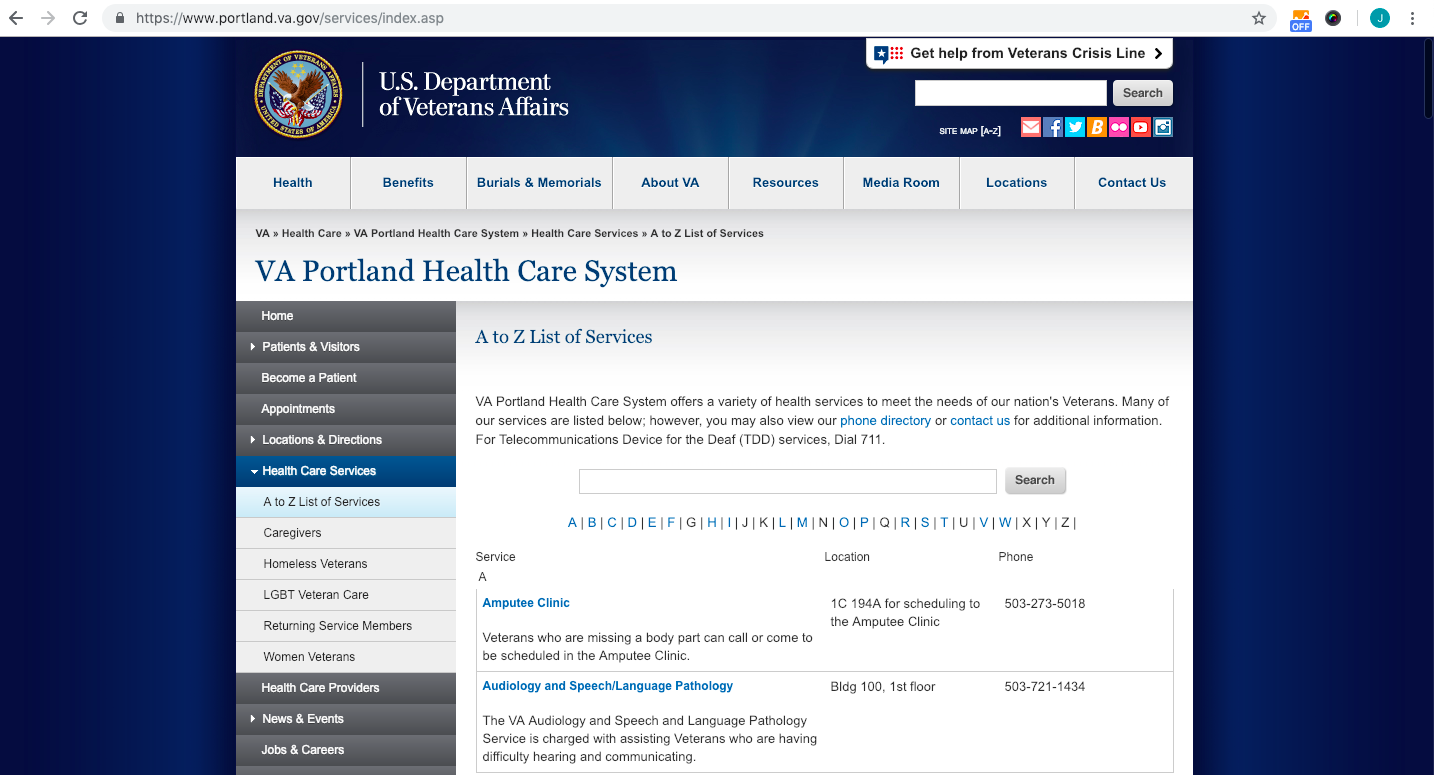 https://www.portland.va.gov/services/index.asp
OFF
J
Get help from Veterans Crisis Line
DEPARTMENT OF VETERANS AFFAIRS
UNITED STATES OF AMERICA
U.S. Department
of Veterans Affairs
Search
SITE MAP [A-Z]
Health
Benefits
Burials & Memorials
About VA
Resources
Media Room
Locations
Contact Us
VA » Health Care » VA Portland Health Care System » Health Care Services » A to Z List of Services
VA Portland Health Care System
Home
Patients & Visitors
Become a Patient
Appointments
Locations & Directions
Health Care Services
A to Z List of Services
Caregivers
Homeless Veterans
LGBT Veteran Care
Returning Service Members
Women Veterans
Health Care Providers
News & Events
Jobs & Careers
A to Z List of Services
VA Portland Health Care System offers a variety of health services to meet the needs of our nation's Veterans. Many of
our services are listed below; however, you may also view our phone directory or contact us for additional information.
For Telecommunications Device for the Deaf (TDD) services, Dial 711.
Search
A | B | C | D | E | F | G | H | I | J | K | L | M | N | O | P | Q | R | S | T | U | V | W | X | Y | Z |
Service Location Phone
A
Amputee Clinic
Veterans who are missing a body part can call or come to
be scheduled in the Amputee Clinic.
1C 194A for scheduling to
the Amputee Clinic
503-273-5018
Audiology and Speech/Language Pathology
The VA Audiology and Speech and Language Pathology
Service is charged with assisting Veterans who are having
difficulty hearing and communicating.
Bldg 100, 1st floor
503-721-1434